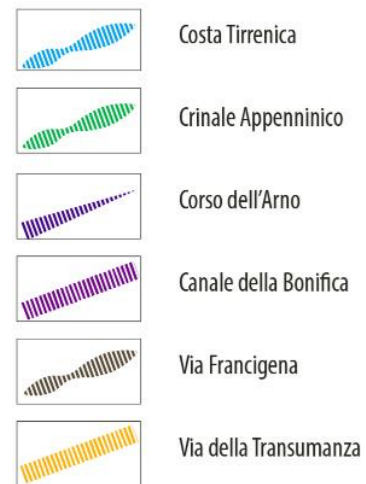 Costa Tirrenica
Crinale Appenninico
Corso dell'Arno
Canale della Bonifica
Via Francigena
Via della Transumanza